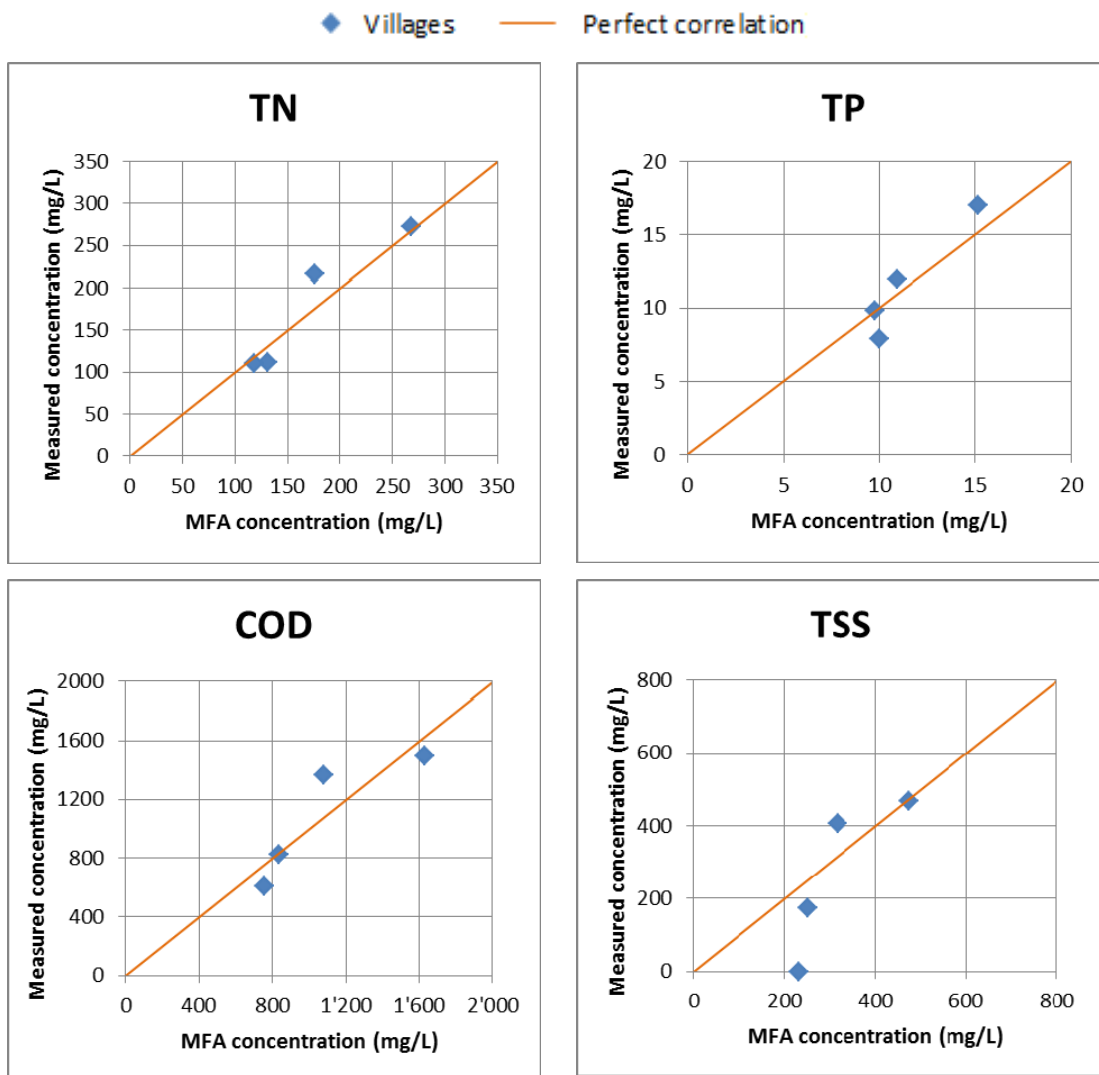 Villages Perfect correlation
TN
Measured concentration (mg/L)
350
300
250
200
150
100
50
0
0 50 100 150 200 250 300 350
MFA concentration (mg/L)
TP
Measured concentration (mg/L)
20
15
10
5
0
0 5 10 15 20
MFA concentration (mg/L)
COD
Measured concentration (mg/L)
2000
1600
1200
800
400
0
0 400 800 1'200 1'600 2'000
MFA concentration (mg/L)
TSS
Measured concentration (mg/L)
800
600
400
200
0
0 200 400 600 800
MFA concentration (mg/L)